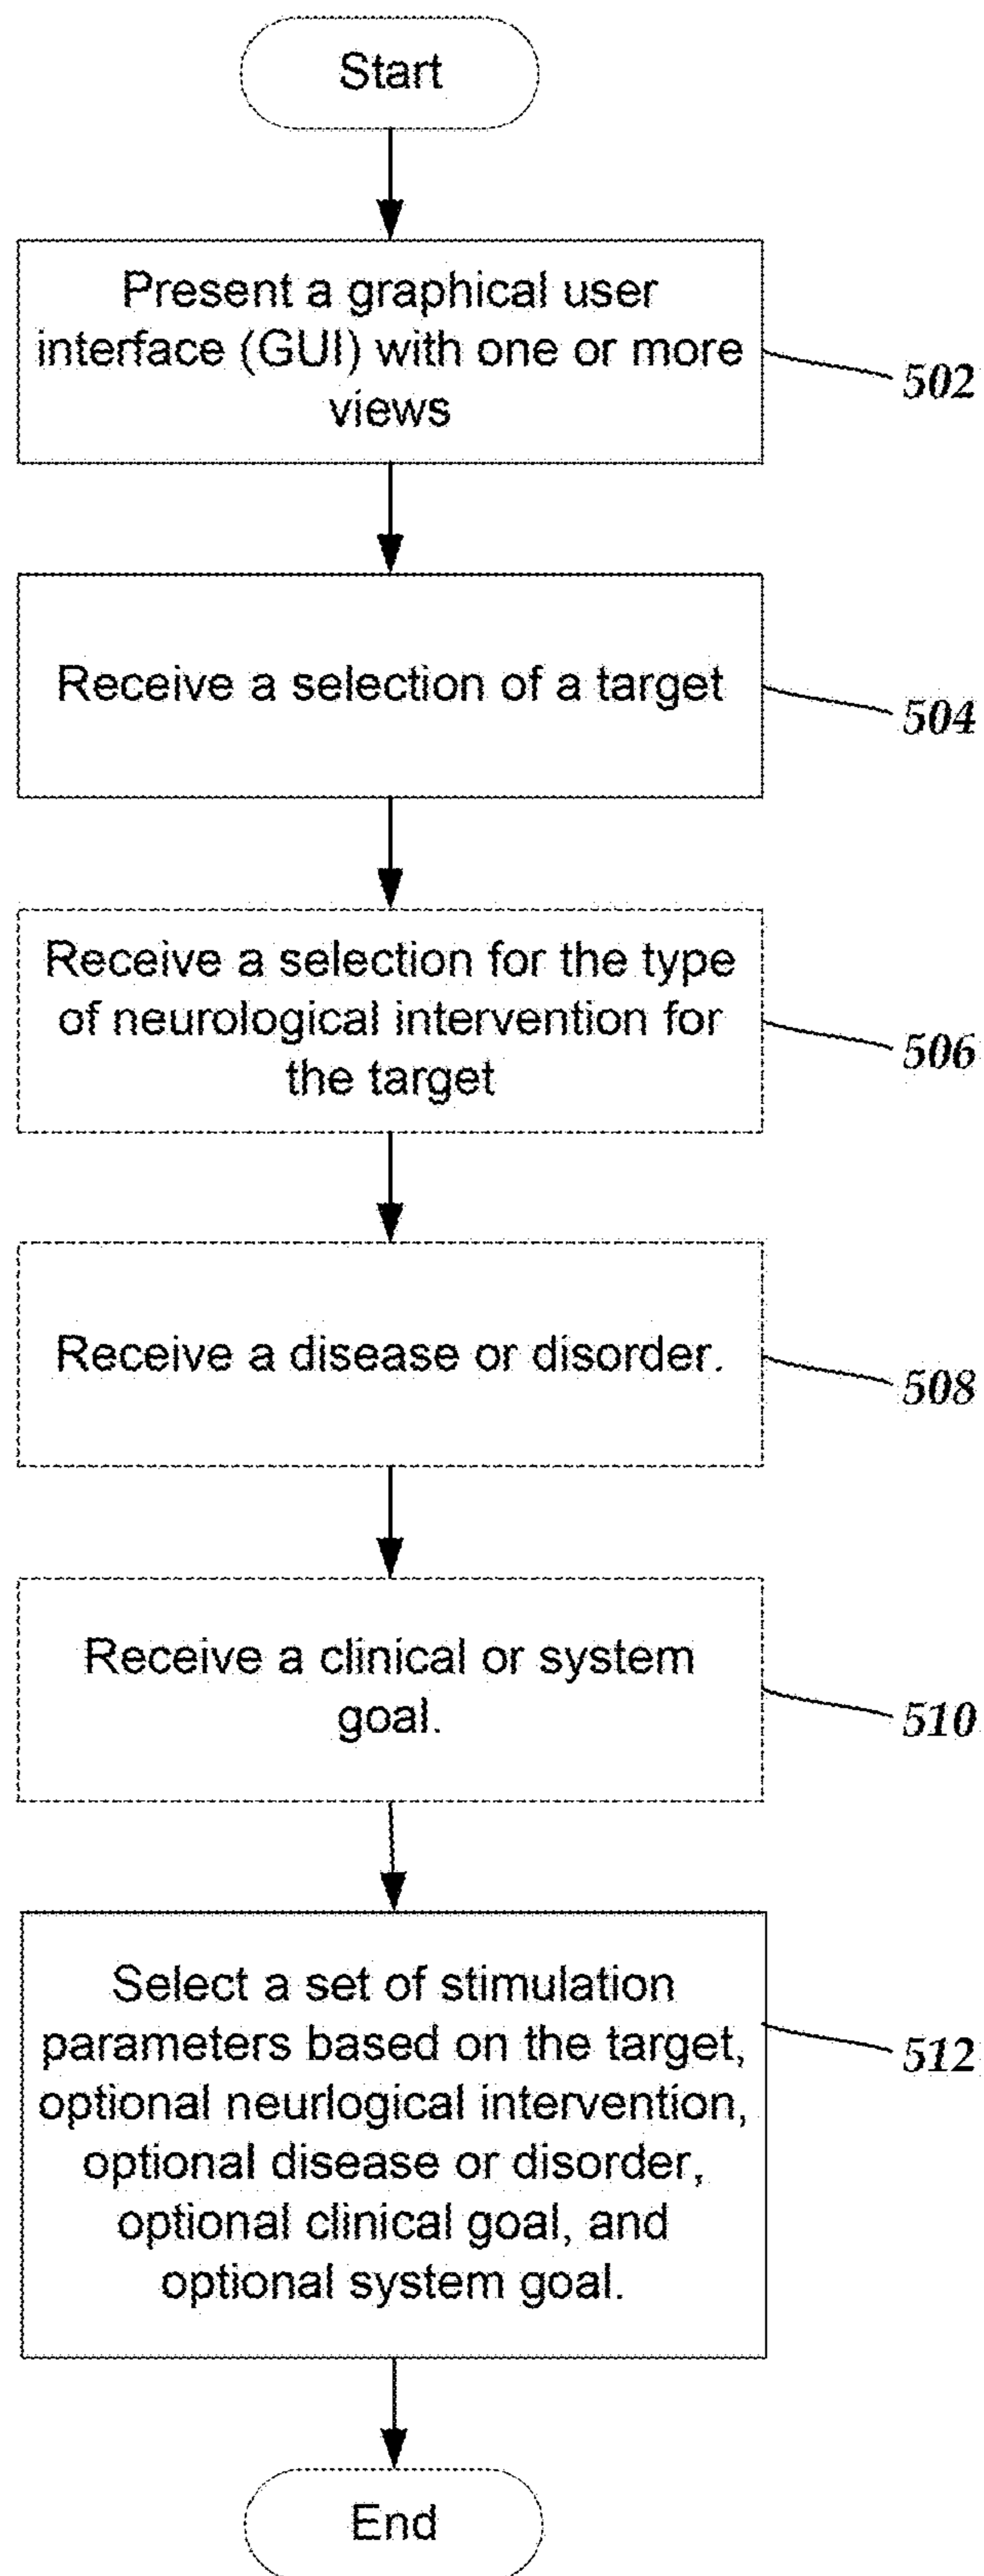 Start
Present a graphical user
interface (GUI) with one or more
views
502
Receive a selection of a target
504
Receive a selection for the type
of neurological intervention for
the target
506
Receive a disease or disorder.
508
Receive a clinical or system
goal.
510
Select a set of stimulation
parameters based on the target,
optional neurlogical intervention,
optional disease or disorder,
optional clinical goal, and
optional system goal.
512
End